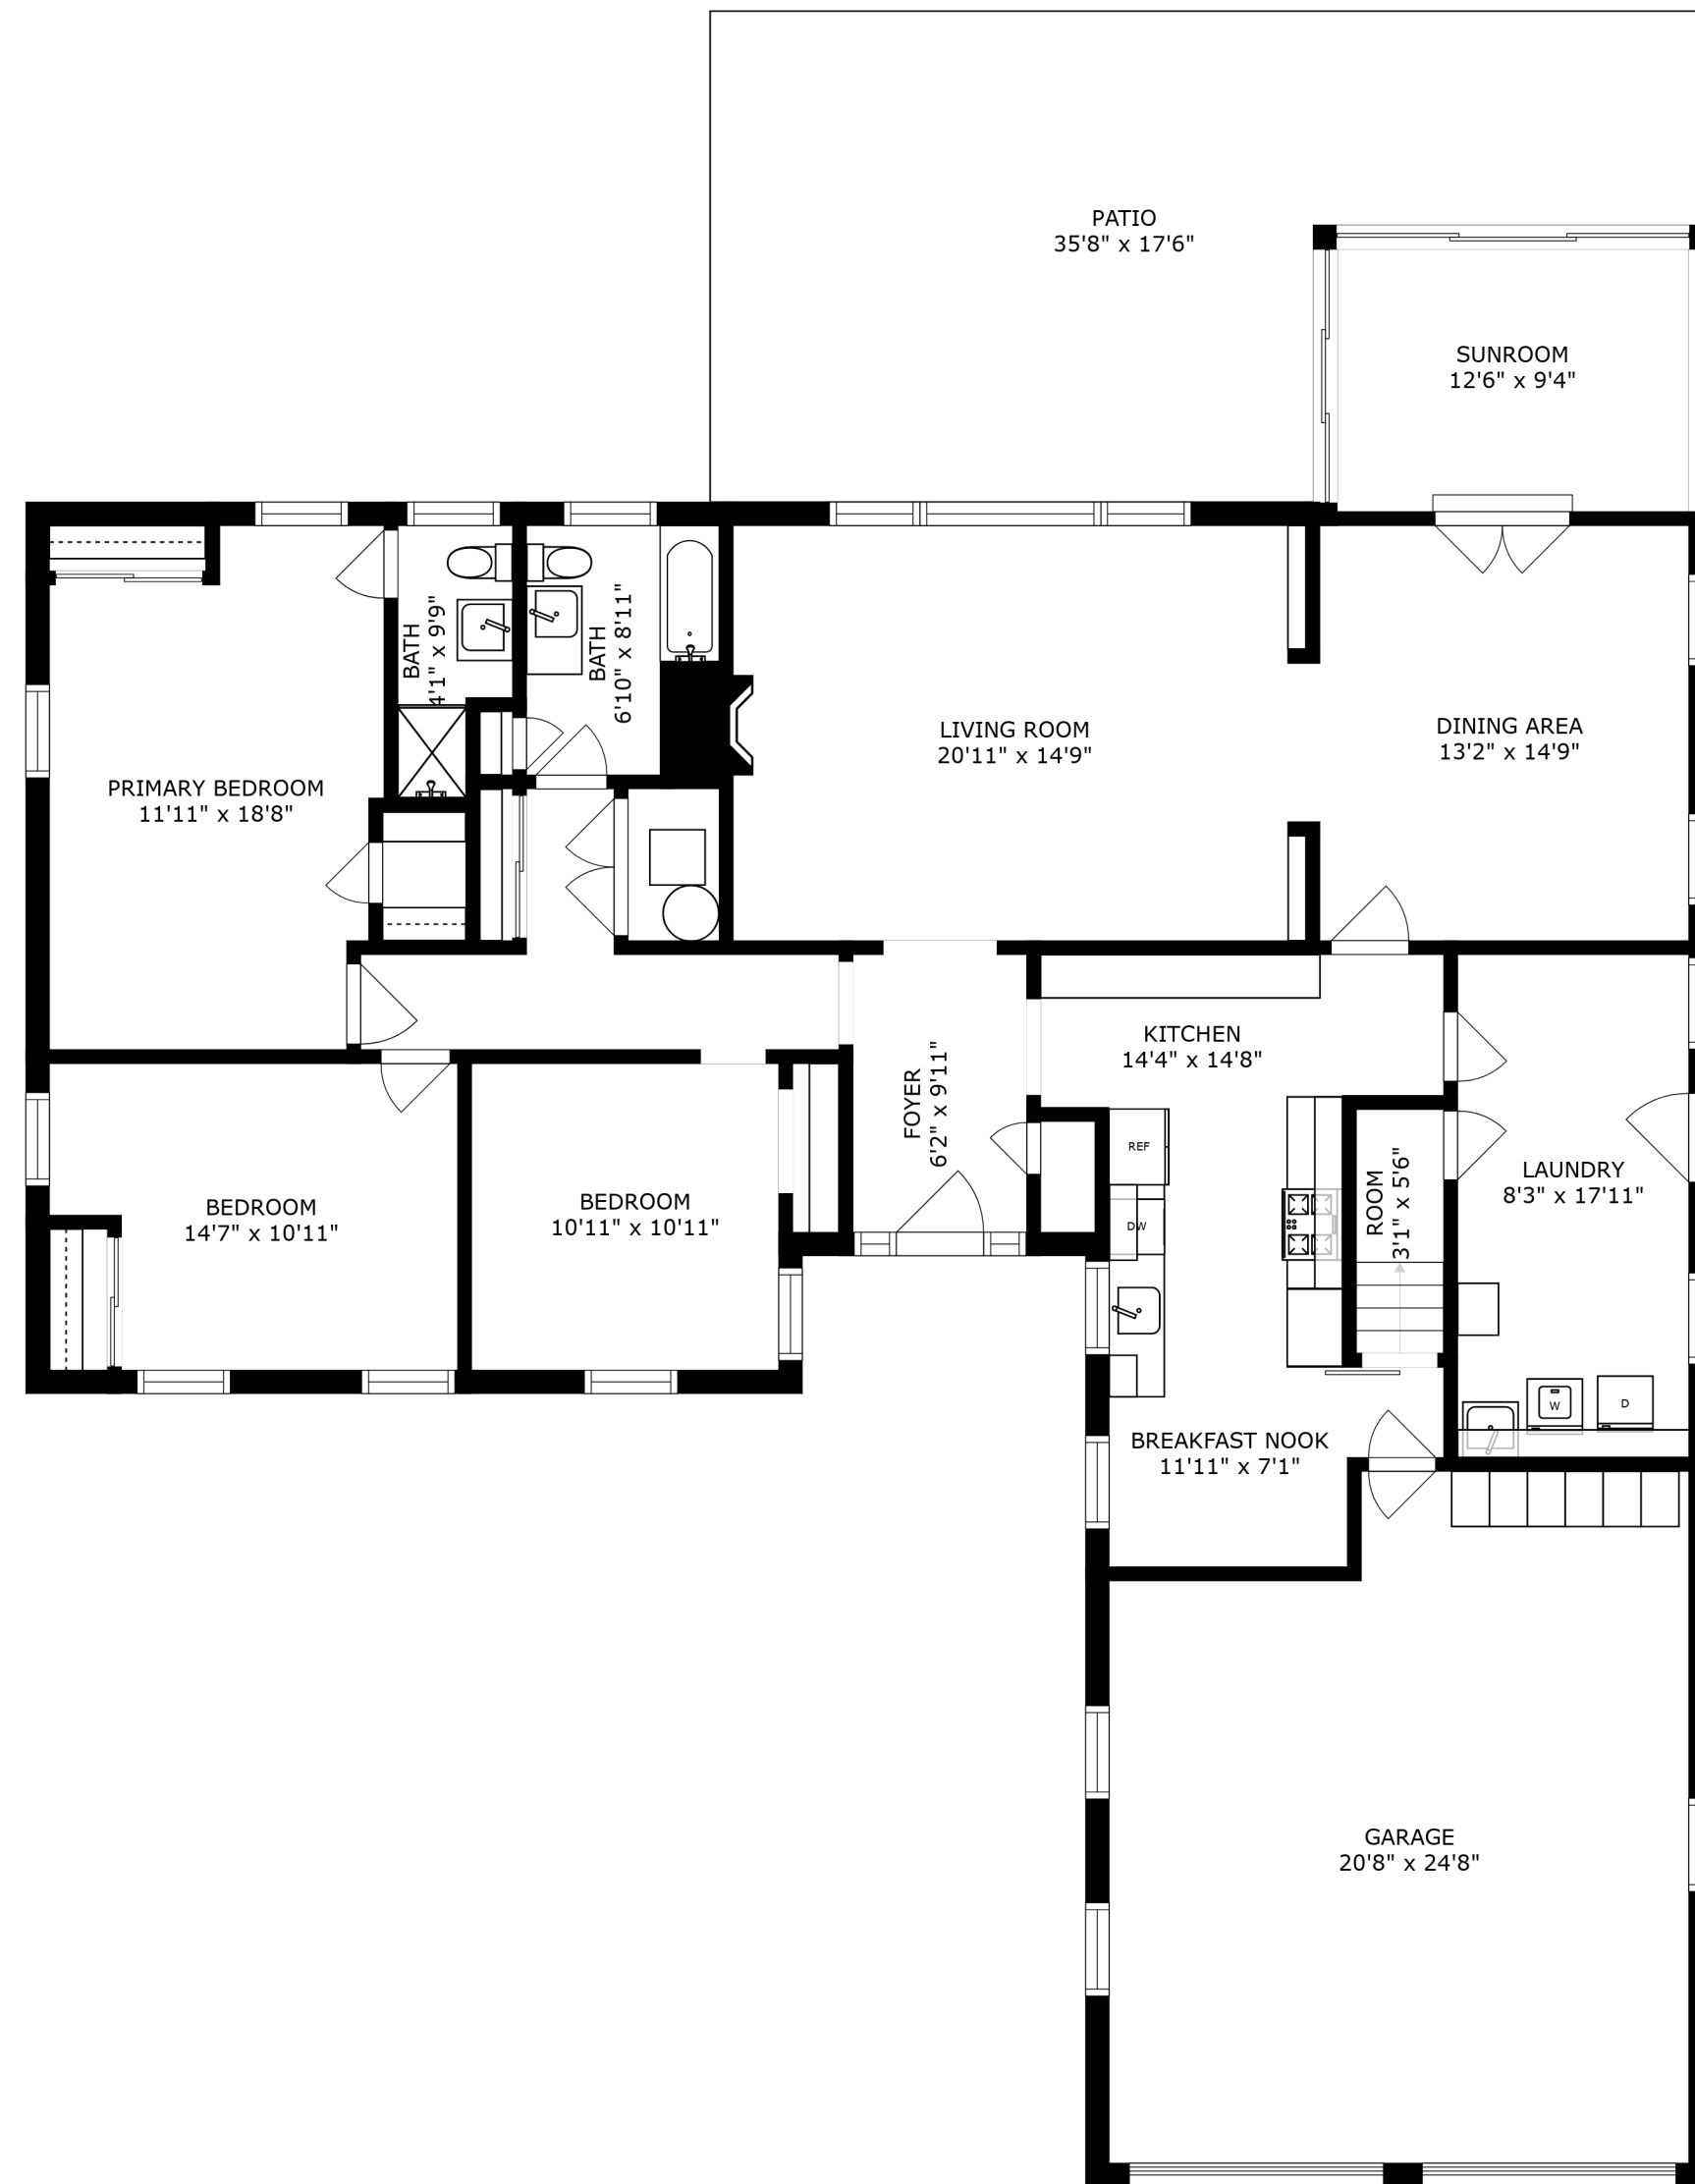 PATIO
35'8" x 17'6"
SUNROOM
12'6" x 9'4"
BATH
4'1" x 9'9"
BATH
6'10" x 8'11"
LIVING ROOM
20'11" x 14'9"
DINING AREA
13'2" x 14'9"
PRIMARY BEDROOM
11'11" x 18'8"
KITCHEN
14'4" x 14'8"
FOYER
6'2" x 9'11"
REF
DW
ROOM
3'1" x 5'6"
LAUNDRY
8'3" x 17'11"
BEDROOM
14'7" x 10'11"
BEDROOM
10'11" x 10'11"
W
D
BREAKFAST NOOK
11'11" x 7'1"
GARAGE
20'8" x 24'8"